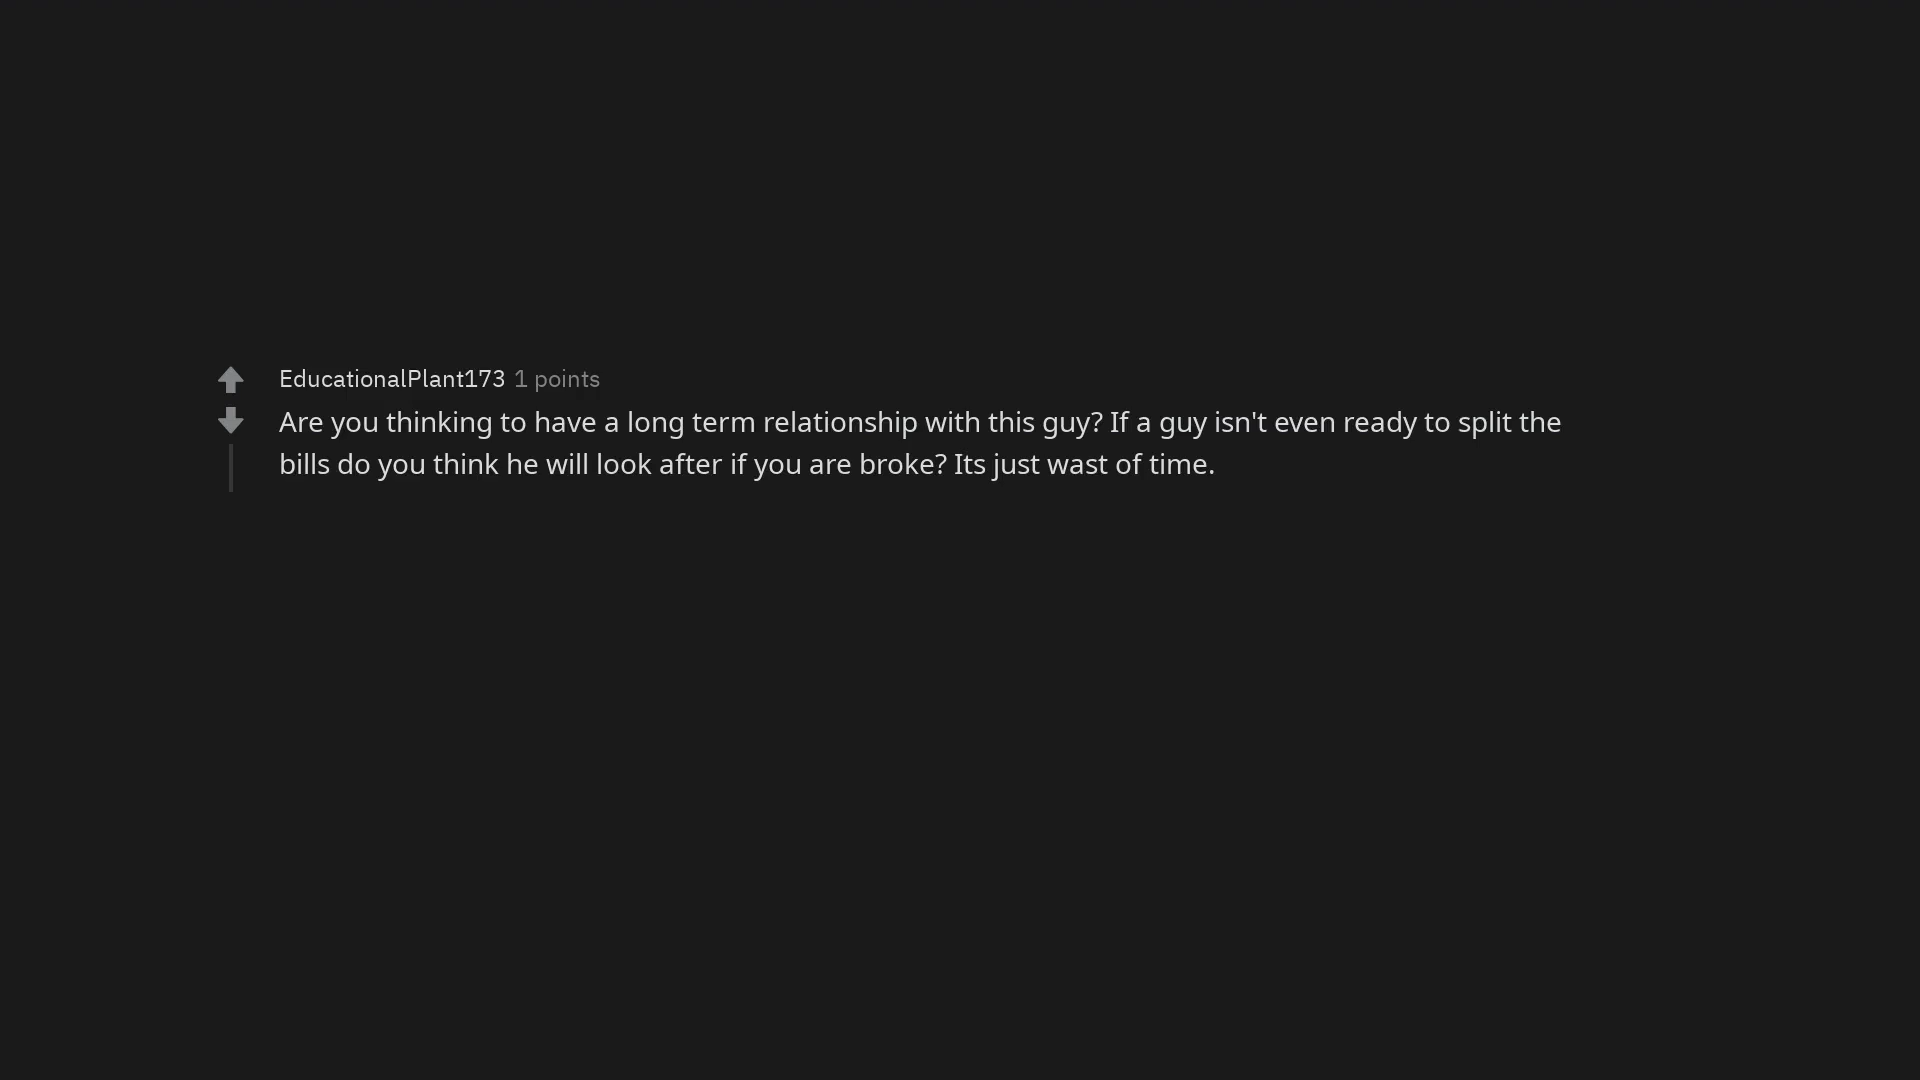 EducationalPlant173 1 points
Are you thinking to have a long term relationship with this guy? If a guy isn't even ready to split the
bills do you think he will look after if you are broke? Its just wast of time.